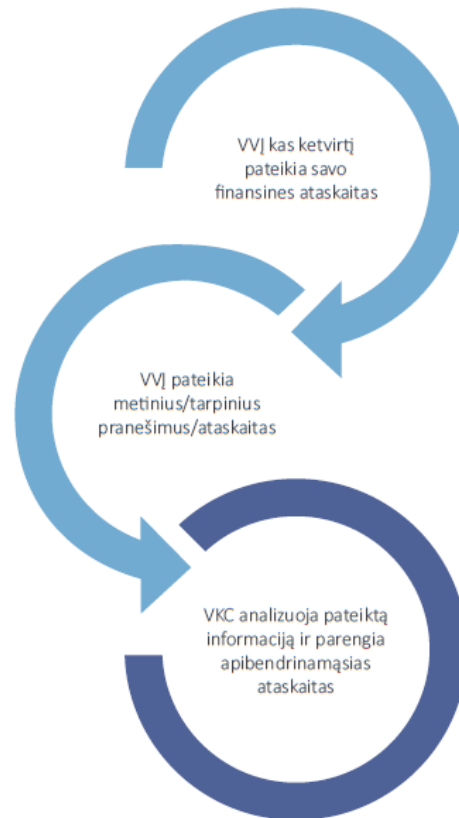 VVĮ kas ketvirtį
pateikia savo
finansines ataskaitas
VVĮ pateikia
metinius/tarpinius
pranešimus/ataskaitas
VKC analizuoja pateiktą
informaciją ir parengia
apibendrinamąsias
ataskaitas